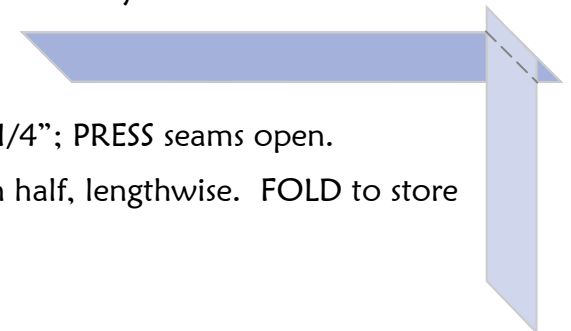 1/4”; PRESS seams open.
half, lengthwise.  FOLD to store